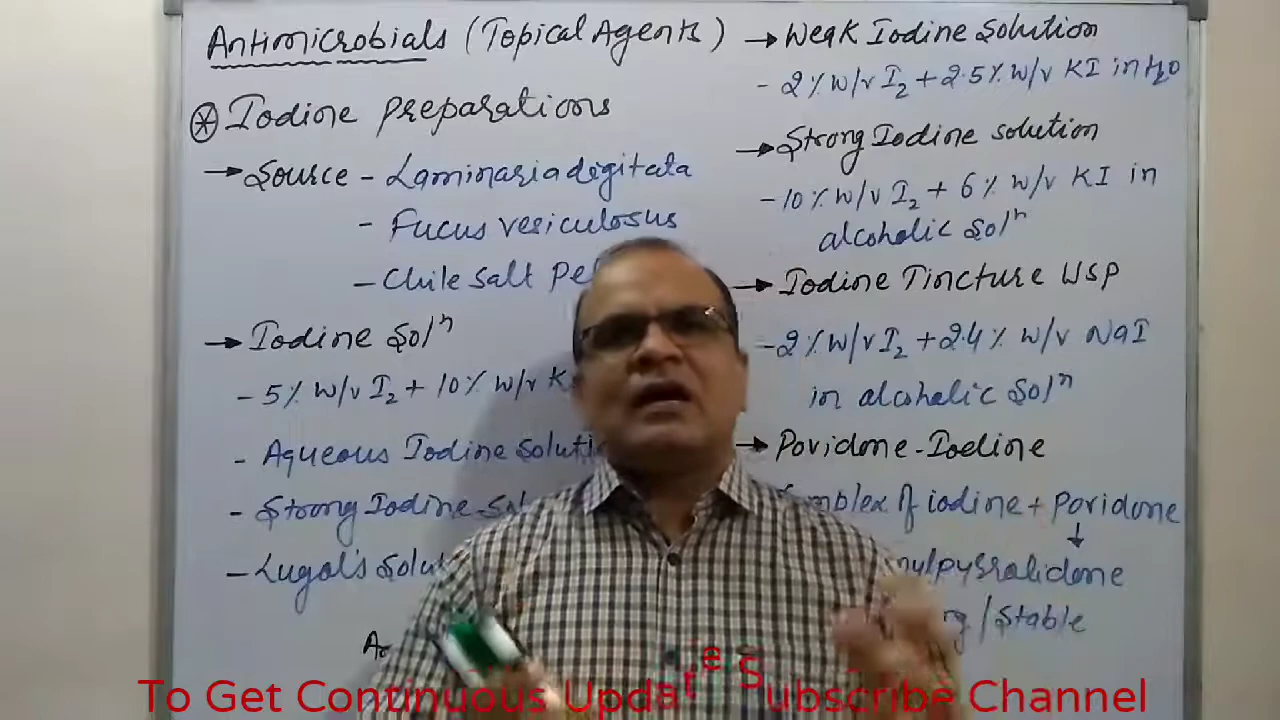 Antimicrobials (Topical Agents)
⊛ Iodine preparations
→ Source - Laminaria digitata
- Fucus vesiculosus
- Chile Salt
→ Iodine Solⁿ
- 5% w/v I₂ + 10% w/v
- Aqueous Iodine
- Strong Iodine
- Lugol's
→ Weak Iodine Solution
- 2% w/v I₂ + 2.5% w/v KI in H₂O
→ Strong Iodine solution
- 10% w/v I₂ + 6% w/v KI in
alcoholic Solⁿ
→ Iodine Tincture USP
- 2% w/v I₂ + 2.4% w/v NaI
in alcoholic Solⁿ
→ Povidone-Iodine
of iodine + povidone
↓
/ Stable
To Get Continuous Update Subscribe Channel